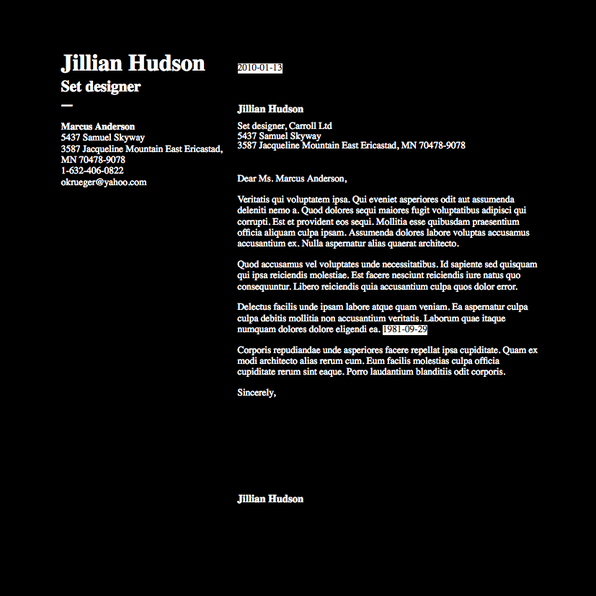 Jillian Hudson
Set designer
—
Marcus Anderson
5437 Samuel Skyway
3587 Jacqueline Mountain East Ericastad,
MN 70478-9078
1-632-406-0822
okrueger@yahoo.com
2010-01-13
Jillian Hudson
Set designer, Carroll Ltd
5437 Samuel Skyway
3587 Jacqueline Mountain East Ericastad, MN 70478-9078
Dear Ms. Marcus Anderson,
Veritatis qui voluptatem ipsa. Qui eveniet asperiores odit aut assumenda
deleniti nemo a. Quod dolores sequi maiores fugit voluptatibus adipisci qui
corrupti. Est et provident eos sequi. Mollitia esse quibusdam praesentium
officia aliquam culpa ipsam. Assumenda dolores labore voluptas accusamus
accusantium ex. Nulla aspernatur alias quaerat architecto.
Quod accusamus vel voluptates unde necessitatibus. Id sapiente sed quisquam
qui ipsa reiciendis molestiae. Est facere nesciunt reiciendis iure natus quo
consequuntur. Libero reiciendis quia accusantium culpa quos dolor error.
Delectus facilis unde ipsam labore atque quam veniam. Ea aspernatur culpa
culpa debitis mollitia non accusantium veritatis. Laborum quae itaque
numquam dolores dolore eligendi ea. 1981-09-29
Corporis repudiandae unde asperiores facere repellat ipsa cupiditate. Quam ex
modi architecto alias rerum cum. Eum facilis molestias culpa officia
cupiditate rerum sint eaque. Porro laudantium blanditiis odit corporis.
Sincerely,
Jillian Hudson